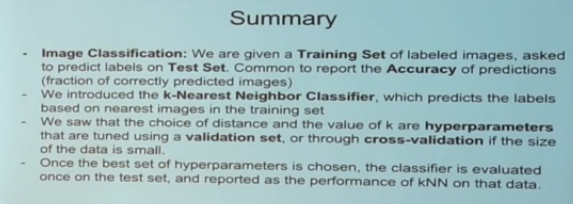 Summary
- Image Classification: We are given a Training Set of labeled images, asked
to predict labels on Test Set. Common to report the Accuracy of predictions
(fraction of correctly predicted images)
- We introduced the k-Nearest Neighbor Classifier, which predicts the labels
based on nearest images in the training set
- We saw that the choice of distance and the value of k are hyperparameters
that are tuned using a validation set, or through cross-validation if the size
of the data is small.
- Once the best set of hyperparameters is chosen, the classifier is evaluated
once on the test set, and reported as the performance of kNN on that data.